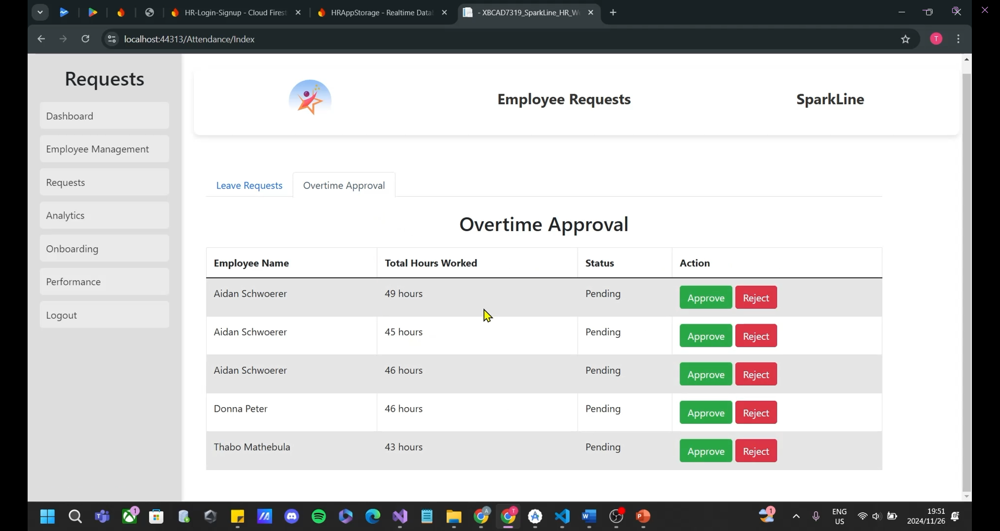 HR-Login-Signup - Cloud Firest
HRAppStorage - Realtime Data
- XBCAD7319_SparkLine_HR_W
localhost:44313/Attendance/Index
T
Requests
Dashboard
Employee Management
Requests
Analytics
Onboarding
Performance
Logout
Employee Requests
SparkLine
Leave Requests
Overtime Approval
Overtime Approval
Employee Name Total Hours Worked Status Action
Aidan Schwoerer 49 hours Pending Approve Reject
Aidan Schwoerer 45 hours Pending Approve Reject
Aidan Schwoerer 46 hours Pending Approve Reject
Donna Peter 46 hours Pending Approve Reject
Thabo Mathebula 43 hours Pending Approve Reject
1
A
T
1
ENG
US
19:51
2024/11/26